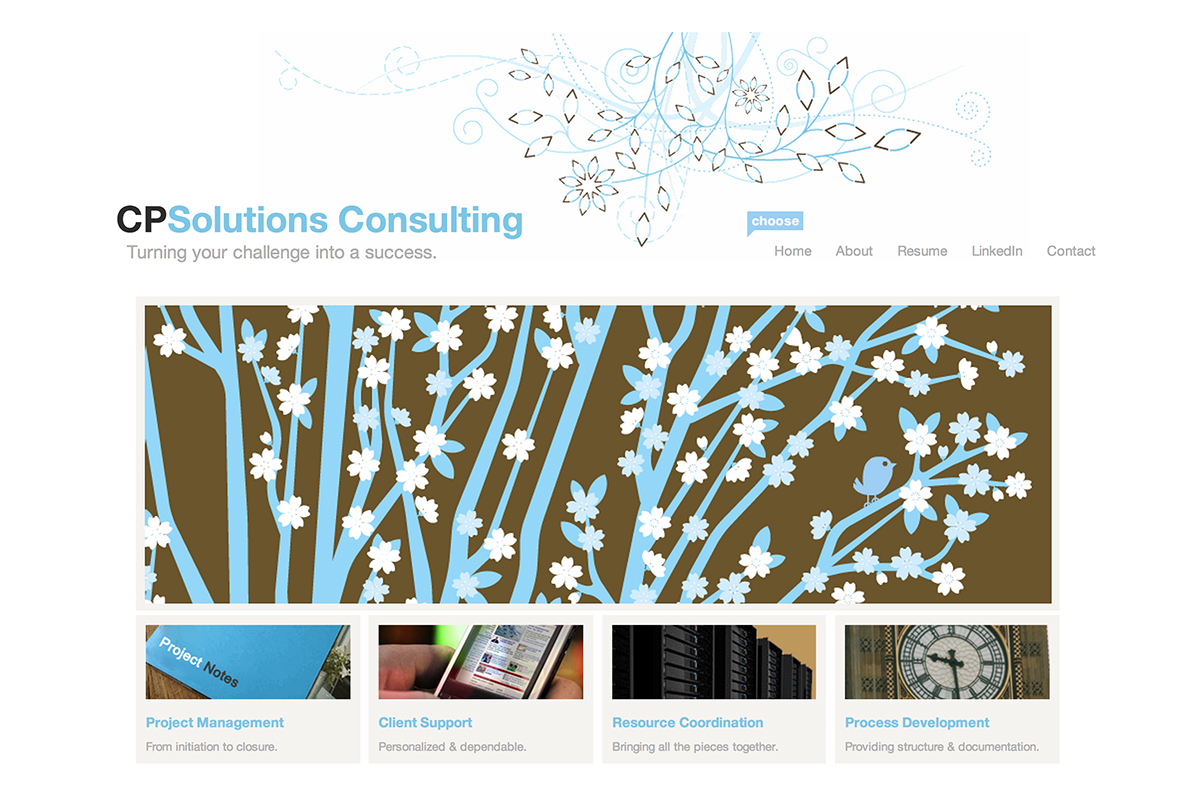 CPSolutions Consulting
Turning your challenge into a success.
choose
Home About Resume LinkedIn Contact
Project Notes
Project Management
From initiation to closure.
Client Support
Personalized & dependable.
Resource Coordination
Bringing all the pieces together.
Process Development
Providing structure & documentation.